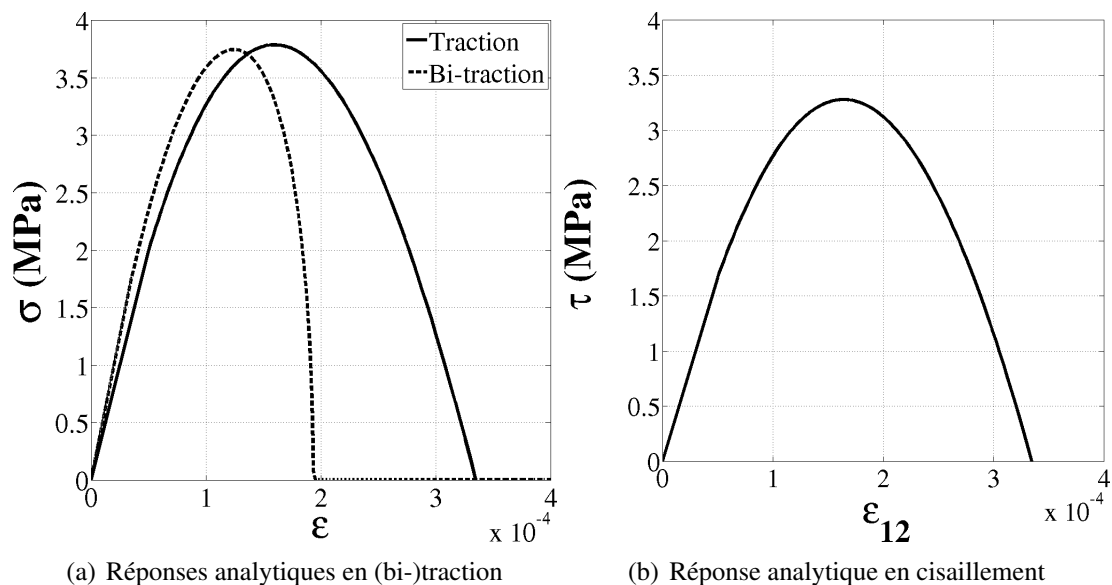 4
3.5
3
2.5
2
1.5
1
0.5
0
σ (MPa)
Traction
Bi-traction
0 1 2 3 4
x 10⁻⁴
ε
(a) Réponses analytiques en (bi-)traction
4
3.5
3
2.5
2
1.5
1
0.5
0
τ (MPa)
0 1 2 3 4
x 10⁻⁴
ε₁₂
(b) Réponse analytique en cisaillement